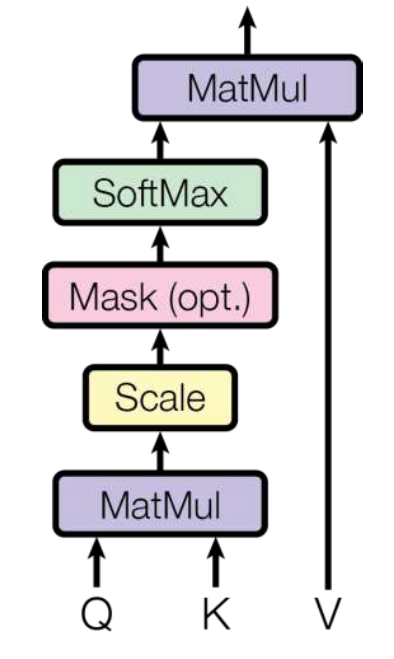 MatMul
SoftMax
Mask (opt.)
Scale
MatMul
Q K V